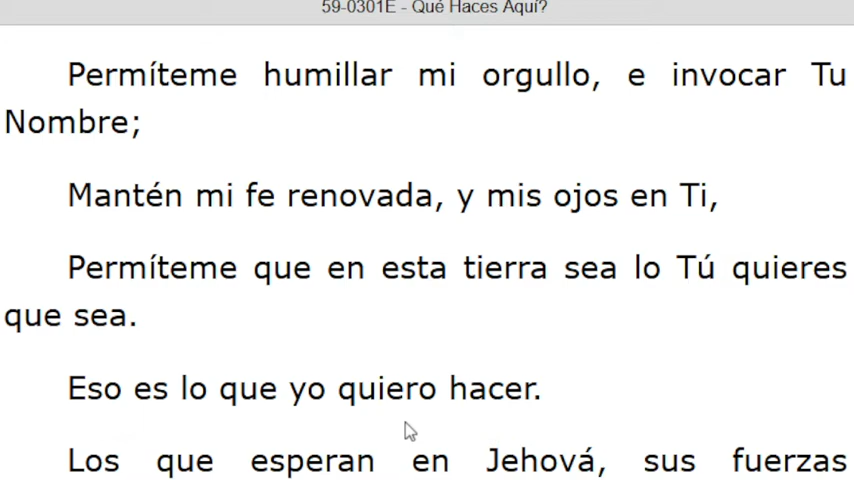 59-0301E - Qué Haces Aquí?
Permíteme humillar mi orgullo, e invocar Tu
Nombre;
Mantén mi fe renovada, y mis ojos en Ti,
Permíteme que en esta tierra sea lo Tú quieres
que sea.
Eso es lo que yo quiero hacer.
Los que esperan en Jehová, sus fuerzas